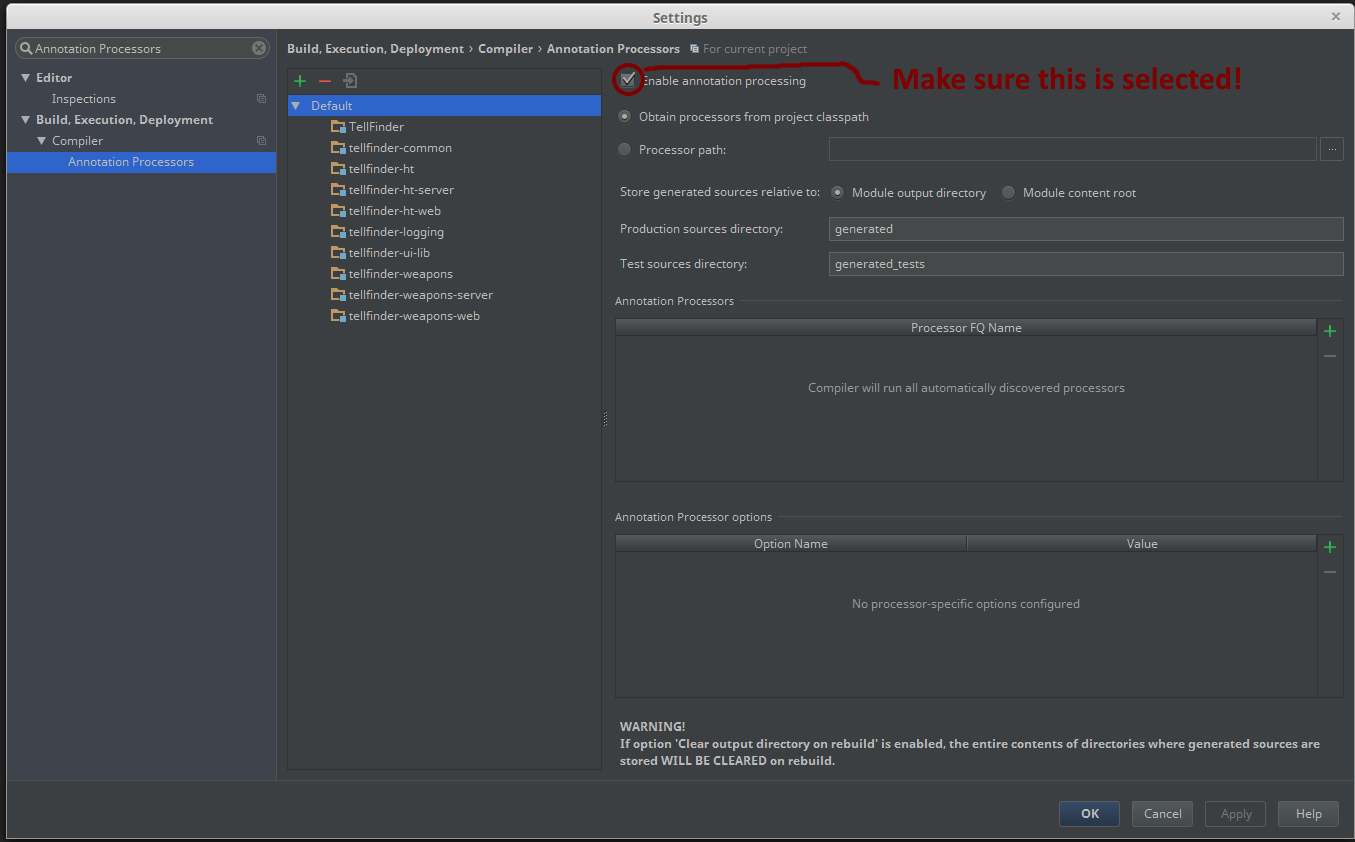 Settings
Annotation Processors
Editor
Inspections
Build, Execution, Deployment
Compiler
Annotation Processors
Build, Execution, Deployment › Compiler › Annotation Processors For current project
Default
TellFinder
tellfinder-common
tellfinder-ht
tellfinder-ht-server
tellfinder-ht-web
tellfinder-logging
tellfinder-ui-lib
tellfinder-weapons
tellfinder-weapons-server
tellfinder-weapons-web
Enable annotation processing
Make sure this is selected!
Obtain processors from project classpath
Processor path:
...
Store generated sources relative to: Module output directory Module content root
Production sources directory: generated
Test sources directory: generated_tests
Annotation Processors
Processor FQ Name
Compiler will run all automatically discovered processors
Annotation Processor options
Option Name Value
No processor-specific options configured
WARNING!
If option 'Clear output directory on rebuild' is enabled, the entire contents of directories where generated sources are
stored WILL BE CLEARED on rebuild.
OK Cancel Apply Help